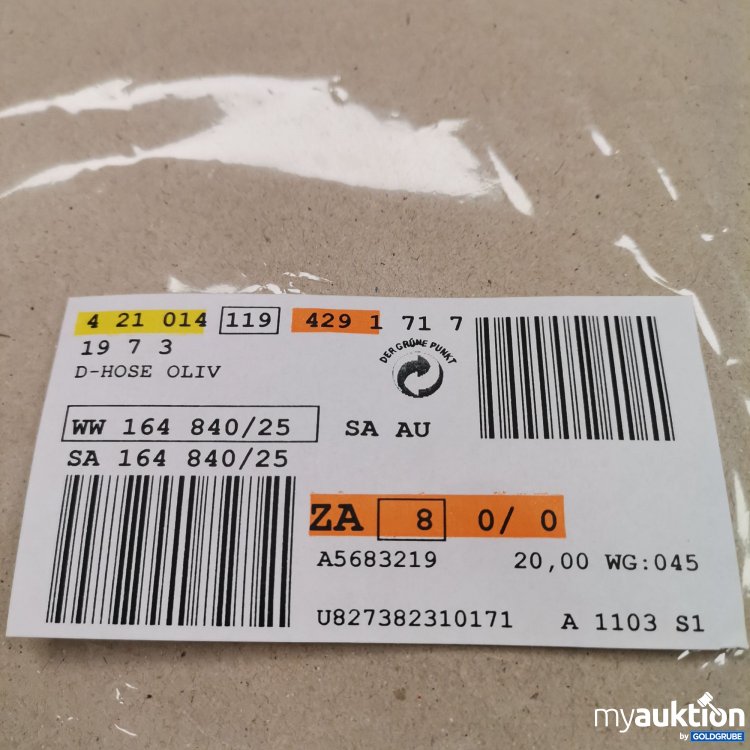 4 21 014 119 429 1 71 7
19 7 3
D-HOSE OLIV
DER GRÜNE PUNKT
WW 164 840/25 SA AU
SA 164 840/25
ZA 8 0/ 0
A5683219 20,00 WG:045
U827382310171 A 1103 S1
myauktion
by GOLDGRUBE